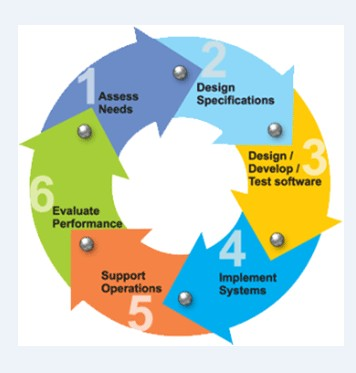 1
Assess
Needs
2
Design
Specifications
3
Design /
Develop /
Test software
4
Implement
Systems
5
Support
Operations
6
Evaluate
Performance